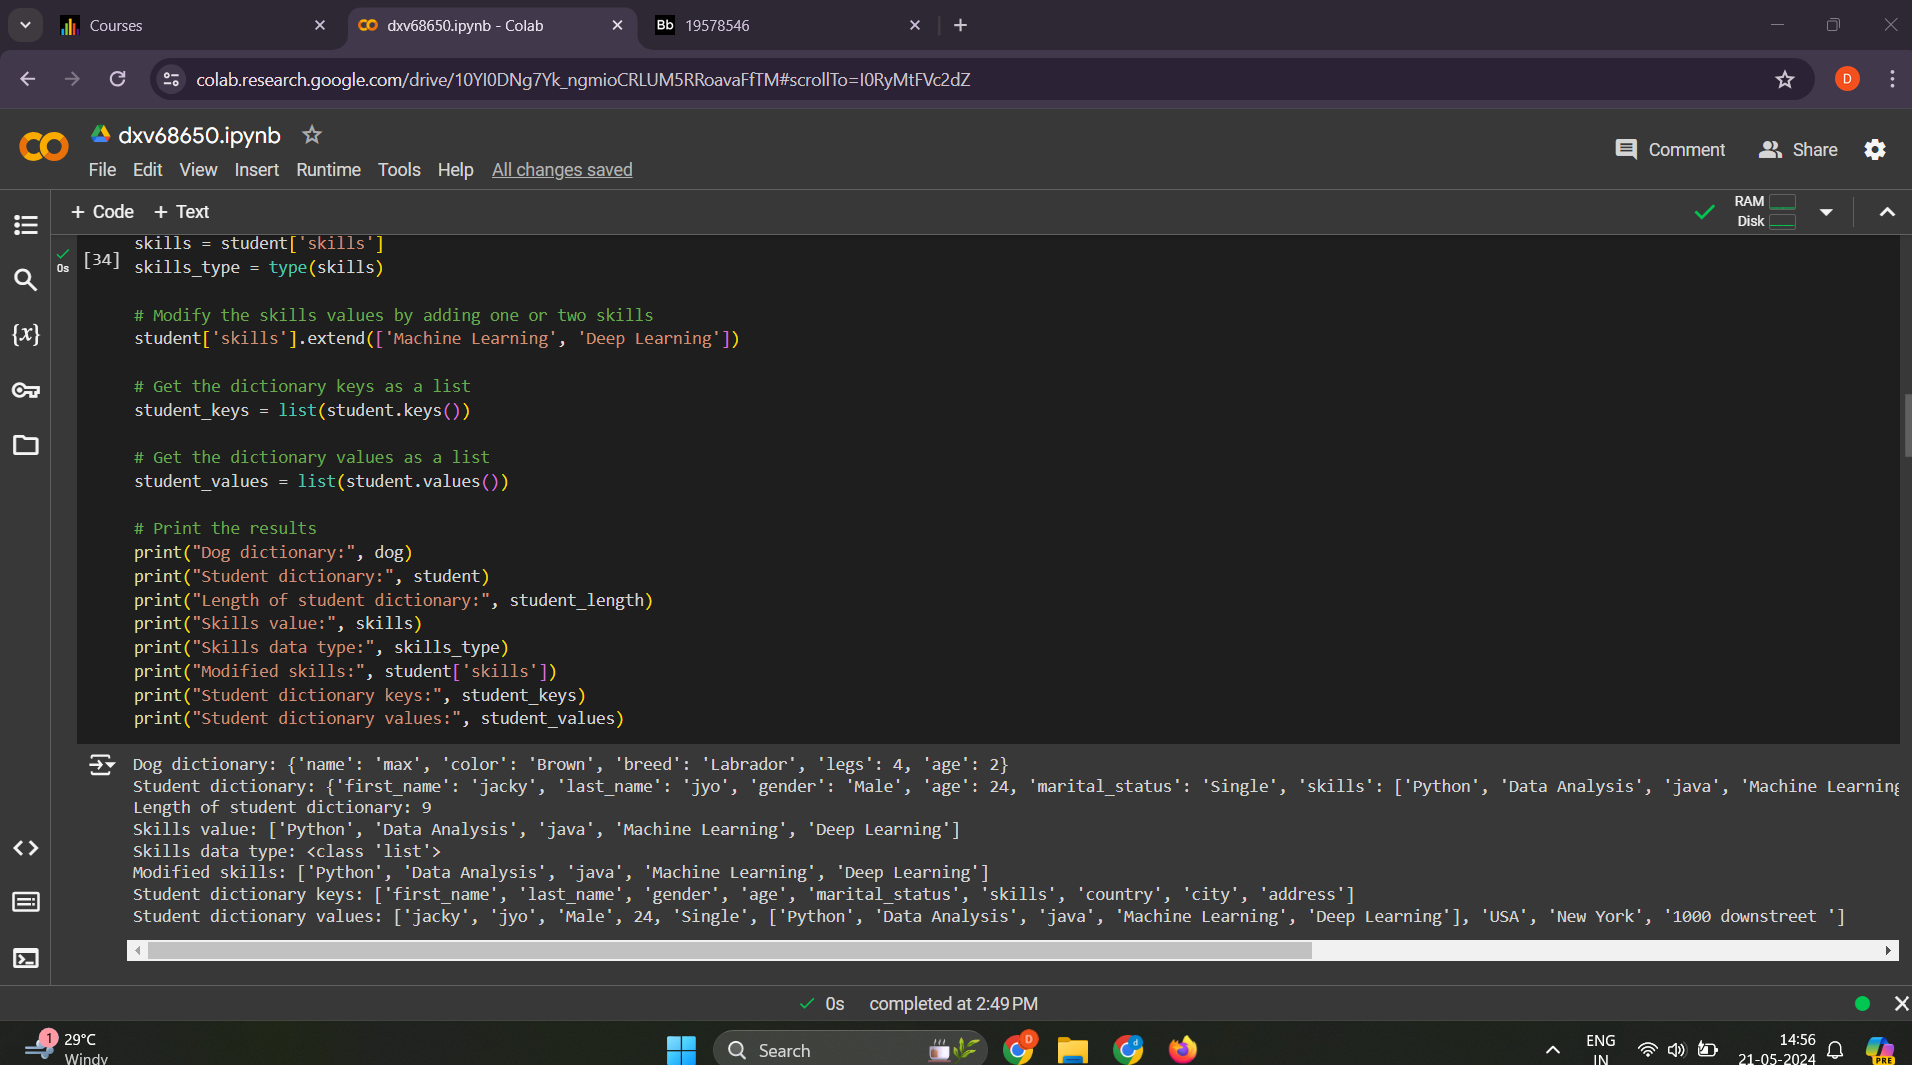 Courses
dxv68650.ipynb - Colab
Bb 19578546
colab.research.google.com/drive/10YI0DNg7Yk_ngmioCRLUM5RRoavaFfTM#scrollTo=I0RyMtFVc2dZ
D
CO dxv68650.ipynb
File Edit View Insert Runtime Tools Help All changes saved
Comment Share
+ Code + Text
RAM
Disk
0s
[34]
skills = student['skills']
skills_type = type(skills)
# Modify the skills values by adding one or two skills
student['skills'].extend(['Machine Learning', 'Deep Learning'])
# Get the dictionary keys as a list
student_keys = list(student.keys())
# Get the dictionary values as a list
student_values = list(student.values())
# Print the results
print("Dog dictionary:", dog)
print("Student dictionary:", student)
print("Length of student dictionary:", student_length)
print("Skills value:", skills)
print("Skills data type:", skills_type)
print("Modified skills:", student['skills'])
print("Student dictionary keys:", student_keys)
print("Student dictionary values:", student_values)
Dog dictionary: {'name': 'max', 'color': 'Brown', 'breed': 'Labrador', 'legs': 4, 'age': 2}
Student dictionary: {'first_name': 'jacky', 'last_name': 'jyo', 'gender': 'Male', 'age': 24, 'marital_status': 'Single', 'skills': ['Python', 'Data Analysis', 'java', 'Machine Learning
Length of student dictionary: 9
Skills value: ['Python', 'Data Analysis', 'java', 'Machine Learning', 'Deep Learning']
Skills data type: <class 'list'>
Modified skills: ['Python', 'Data Analysis', 'java', 'Machine Learning', 'Deep Learning']
Student dictionary keys: ['first_name', 'last_name', 'gender', 'age', 'marital_status', 'skills', 'country', 'city', 'address']
Student dictionary values: ['jacky', 'jyo', 'Male', 24, 'Single', ['Python', 'Data Analysis', 'java', 'Machine Learning', 'Deep Learning'], 'USA', 'New York', '1000 downstreet ']
0s completed at 2:49 PM
1
29°C
Windy
Search
D
d
ENG
IN
14:56
21-05-2024
PRE